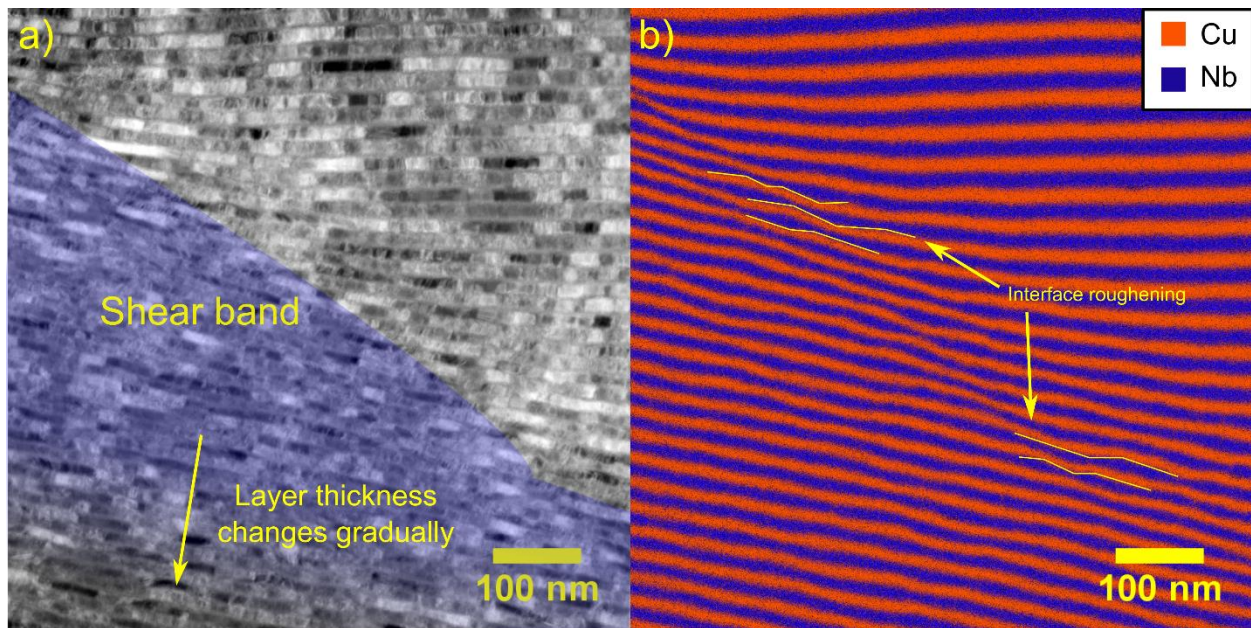 a)
Shear band
Layer thickness
changes gradually
100 nm
b)
Cu
Nb
Interface roughening
100 nm